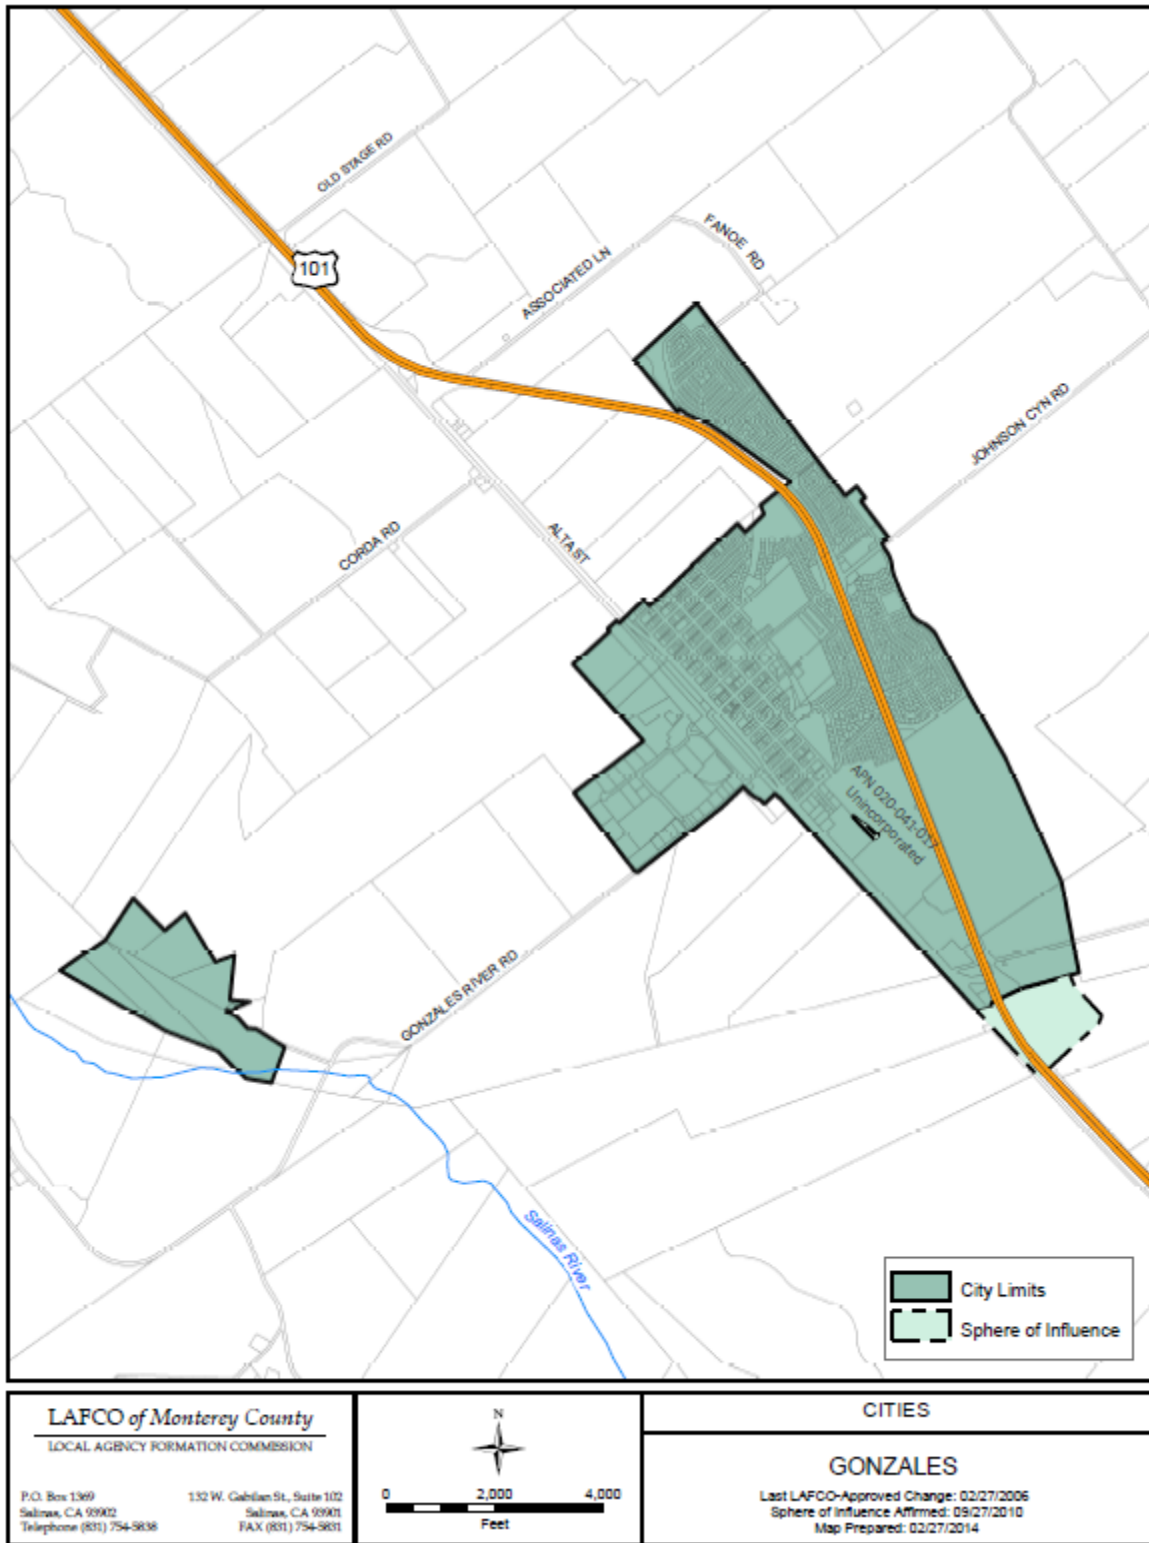 OLD STAGE RD
101
FANOE RD
ASSOCIATED LN
JOHNSON CYN RD
CORDA RD
ALTA ST
APN 020-041-017
Unincorporated
GONZALES RIVER RD
Salinas River
City Limits
Sphere of Influence
LAFCO of Monterey County
LOCAL AGENCY FORMATION COMMISSION
P.O. Box 1369
Salinas, CA 93902
Telephone (831) 754-5838
132 W. Gabilan St., Suite 102
Salinas, CA 93901
FAX (831) 754-5831
N
0 2,000 4,000
Feet
CITIES
GONZALES
Last LAFCO-Approved Change: 02/27/2006
Sphere of Influence Affirmed: 09/27/2010
Map Prepared: 02/27/2014